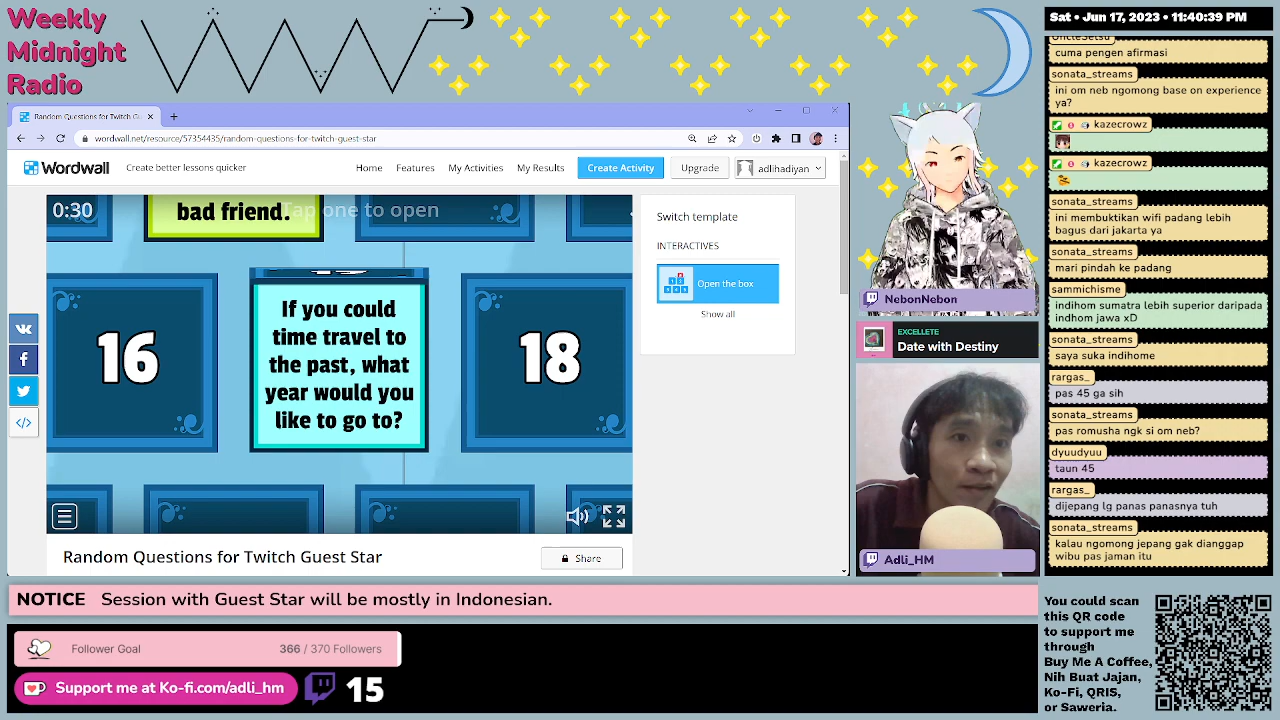 Weekly
Midnight
Radio
Sat • Jun 17, 2023 • 11:40:39 PM
Random Questions for Twitch G
wordwall.net/resource/57354435/random-questions-for-twitch-guest
Wordwall
Create better lessons quicker
Features
My Activities
My Results
Create Activity
Upgrade
adlihadiyan
0:30
bad friend.
Tap one to open
16
If you could
time travel to
the past, what
year would you
like to go to?
18
Random Questions for Twitch Guest Star
Share
Switch template
INTERACTIVES
Open the box
Show all
NebonNebon
EXCELLETE
Date with Destiny
Adli_HM
UncleSetsu
cuma pengen afirmasi
sonata_streams
ini om neb ngomong base on experience
ya?
kazecrowz
kazecrowz
sonata_streams
ini membuktikan wifi padang lebih
bagus dari jakarta ya
sonata_streams
mari pindah ke padang
sammichisme
indihom sumatra lebih superior daripada
indhom jawa xD
sonata_streams
saya suka indihome
rargas_
pas 45 ga sih
sonata_streams
pas romusha ngk si om neb?
dyuudyuu
taun 45
rargas_
dijepang lg panas panasnya tuh
sonata_streams
kalau ngomong jepang gak dianggap
wibu pas jaman itu
NOTICE Session with Guest Star will be mostly in Indonesian.
Follower Goal
366 / 370 Followers
Support me at Ko-fi.com/adli_hm
15
You could scan
this QR code
to support me
through
Buy Me A Coffee,
Nih Buat Jajan,
Ko-Fi, QRIS,
or Saweria.